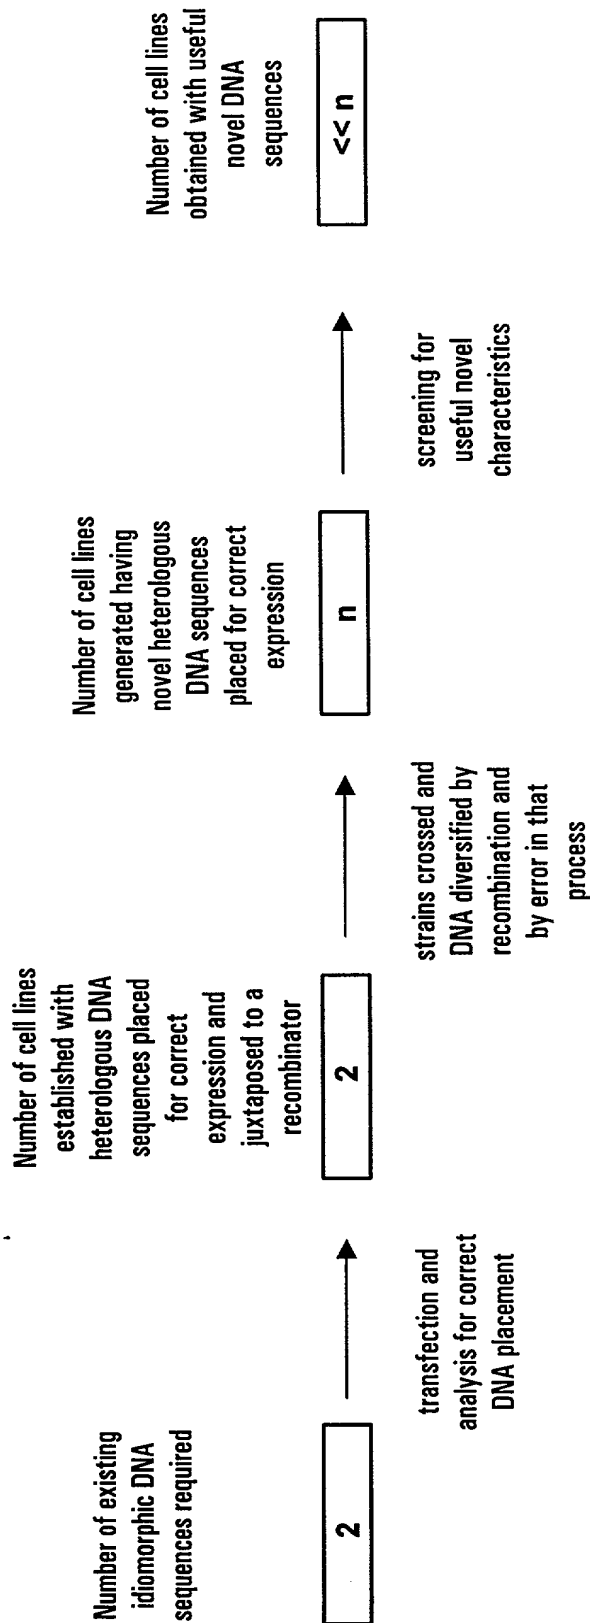 Number of existing
idiomorphic DNA
sequences required
2
transfection and
analysis for correct
DNA placement
Number of cell lines
established with
heterologous DNA
sequences placed
for correct
expression and
juxtaposed to a
recombinator
2
strains crossed and
DNA diversified by
recombination and
by error in that
process
Number of cell lines
generated having
novel heterologous
DNA sequences
placed for correct
expression
n
screening for
useful novel
characteristics
Number of cell lines
obtained with useful
novel DNA
sequences
<< n